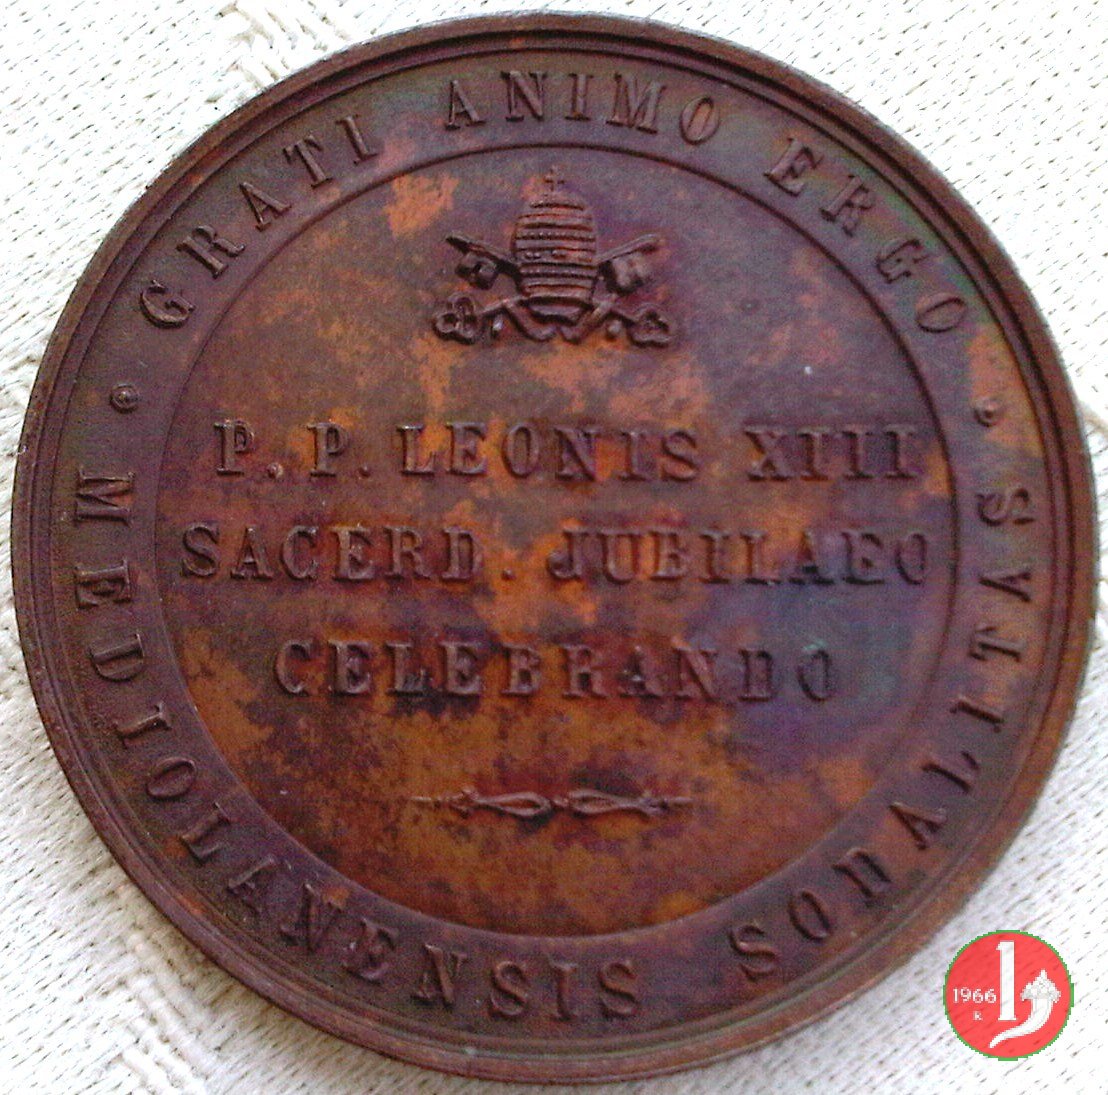 GRATI ANIMO ERGO
P. P. LEONIS XIII
SACERD. JUBILAEO
CELEBRANDO
MEDIOLANENSIS SODALITAS
1966
K